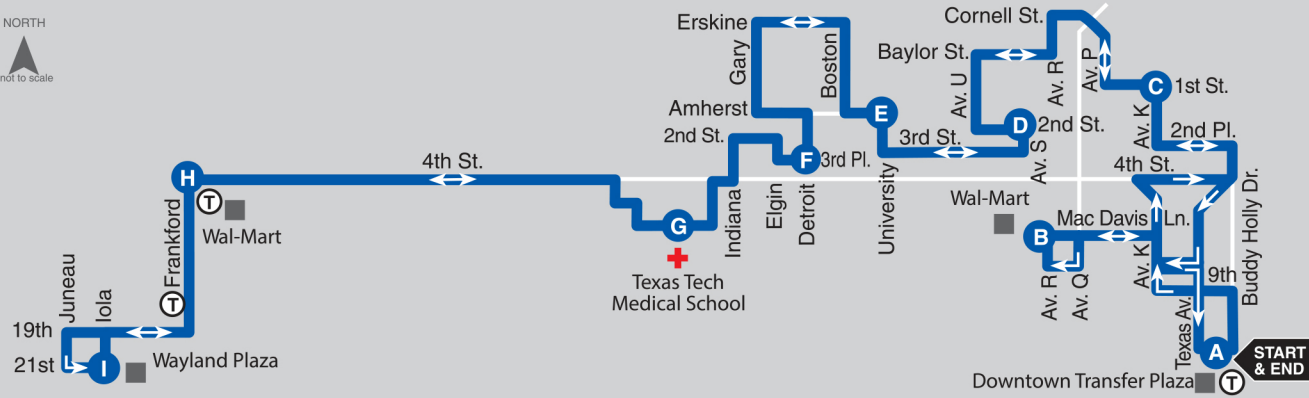 NORTH
not to scale
Erskine
Gary
Boston
Amherst
2nd St.
Cornell St.
Baylor St.
Av. U
Av. R
Av. P
C
1st St.
Av. K
2nd Pl.
E
D
2nd St.
3rd St.
Av. S
F
3rd Pl.
4th St.
4th St.
H
T
Wal-Mart
Frankford
T
Indiana
Elgin
Detroit
University
G
Texas Tech
Medical School
Wal-Mart
B
Mac Davis Ln.
Av. R
Av. Q
Av. K
9th
Buddy Holly Dr.
Texas Av.
Juneau
Iola
19th
21st
I
Wayland Plaza
A
START
& END
Downtown Transfer Plaza
T